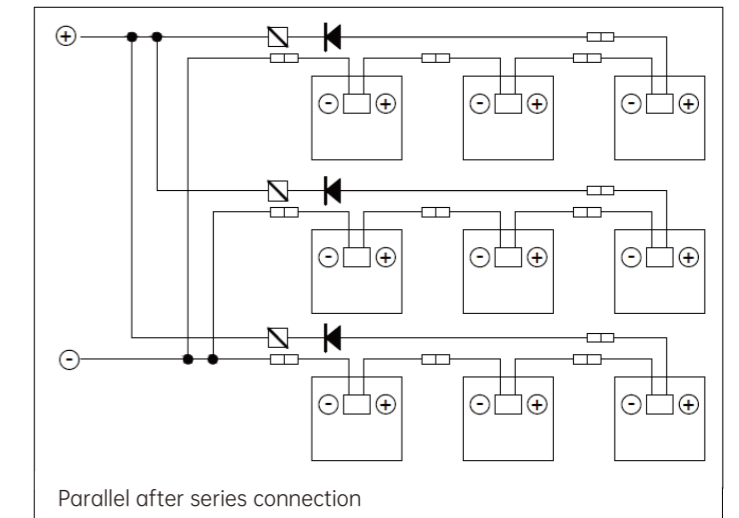 +
- + - + - +
- + - + - +
-
- + - + - +
Parallel after series connection